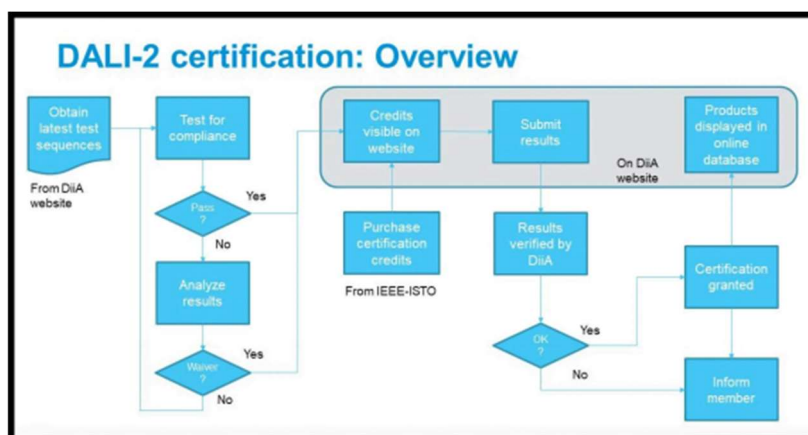 DALI-2 certification: Overview
Obtain
latest test
sequences
From DiiA
website
Test for
compliance
Pass
?
Yes
No
Analyze
results
Waiver
?
Yes
No
Credits
visible on
website
Purchase
certification
credits
From IEEE-ISTO
Submit
results
On DiiA
website
Results
verified by
DiiA
OK
?
Yes
No
Products
displayed in
online
database
Certification
granted
Inform
member